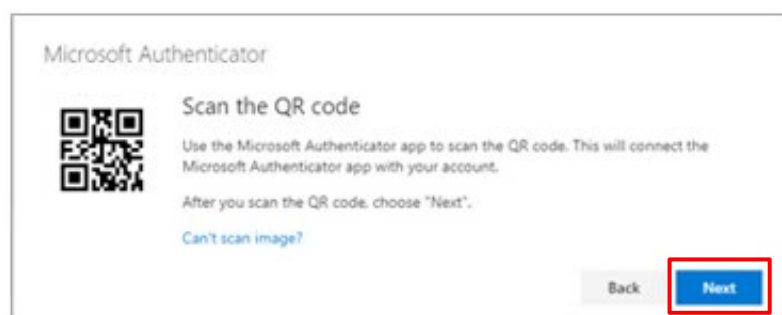 Microsoft Authenticator
Scan the QR code
Use the Microsoft Authenticator app to scan the QR code. This will connect the
Microsoft Authenticator app with your account.
After you scan the QR code, choose "Next".
Can't scan image?
Back
Next